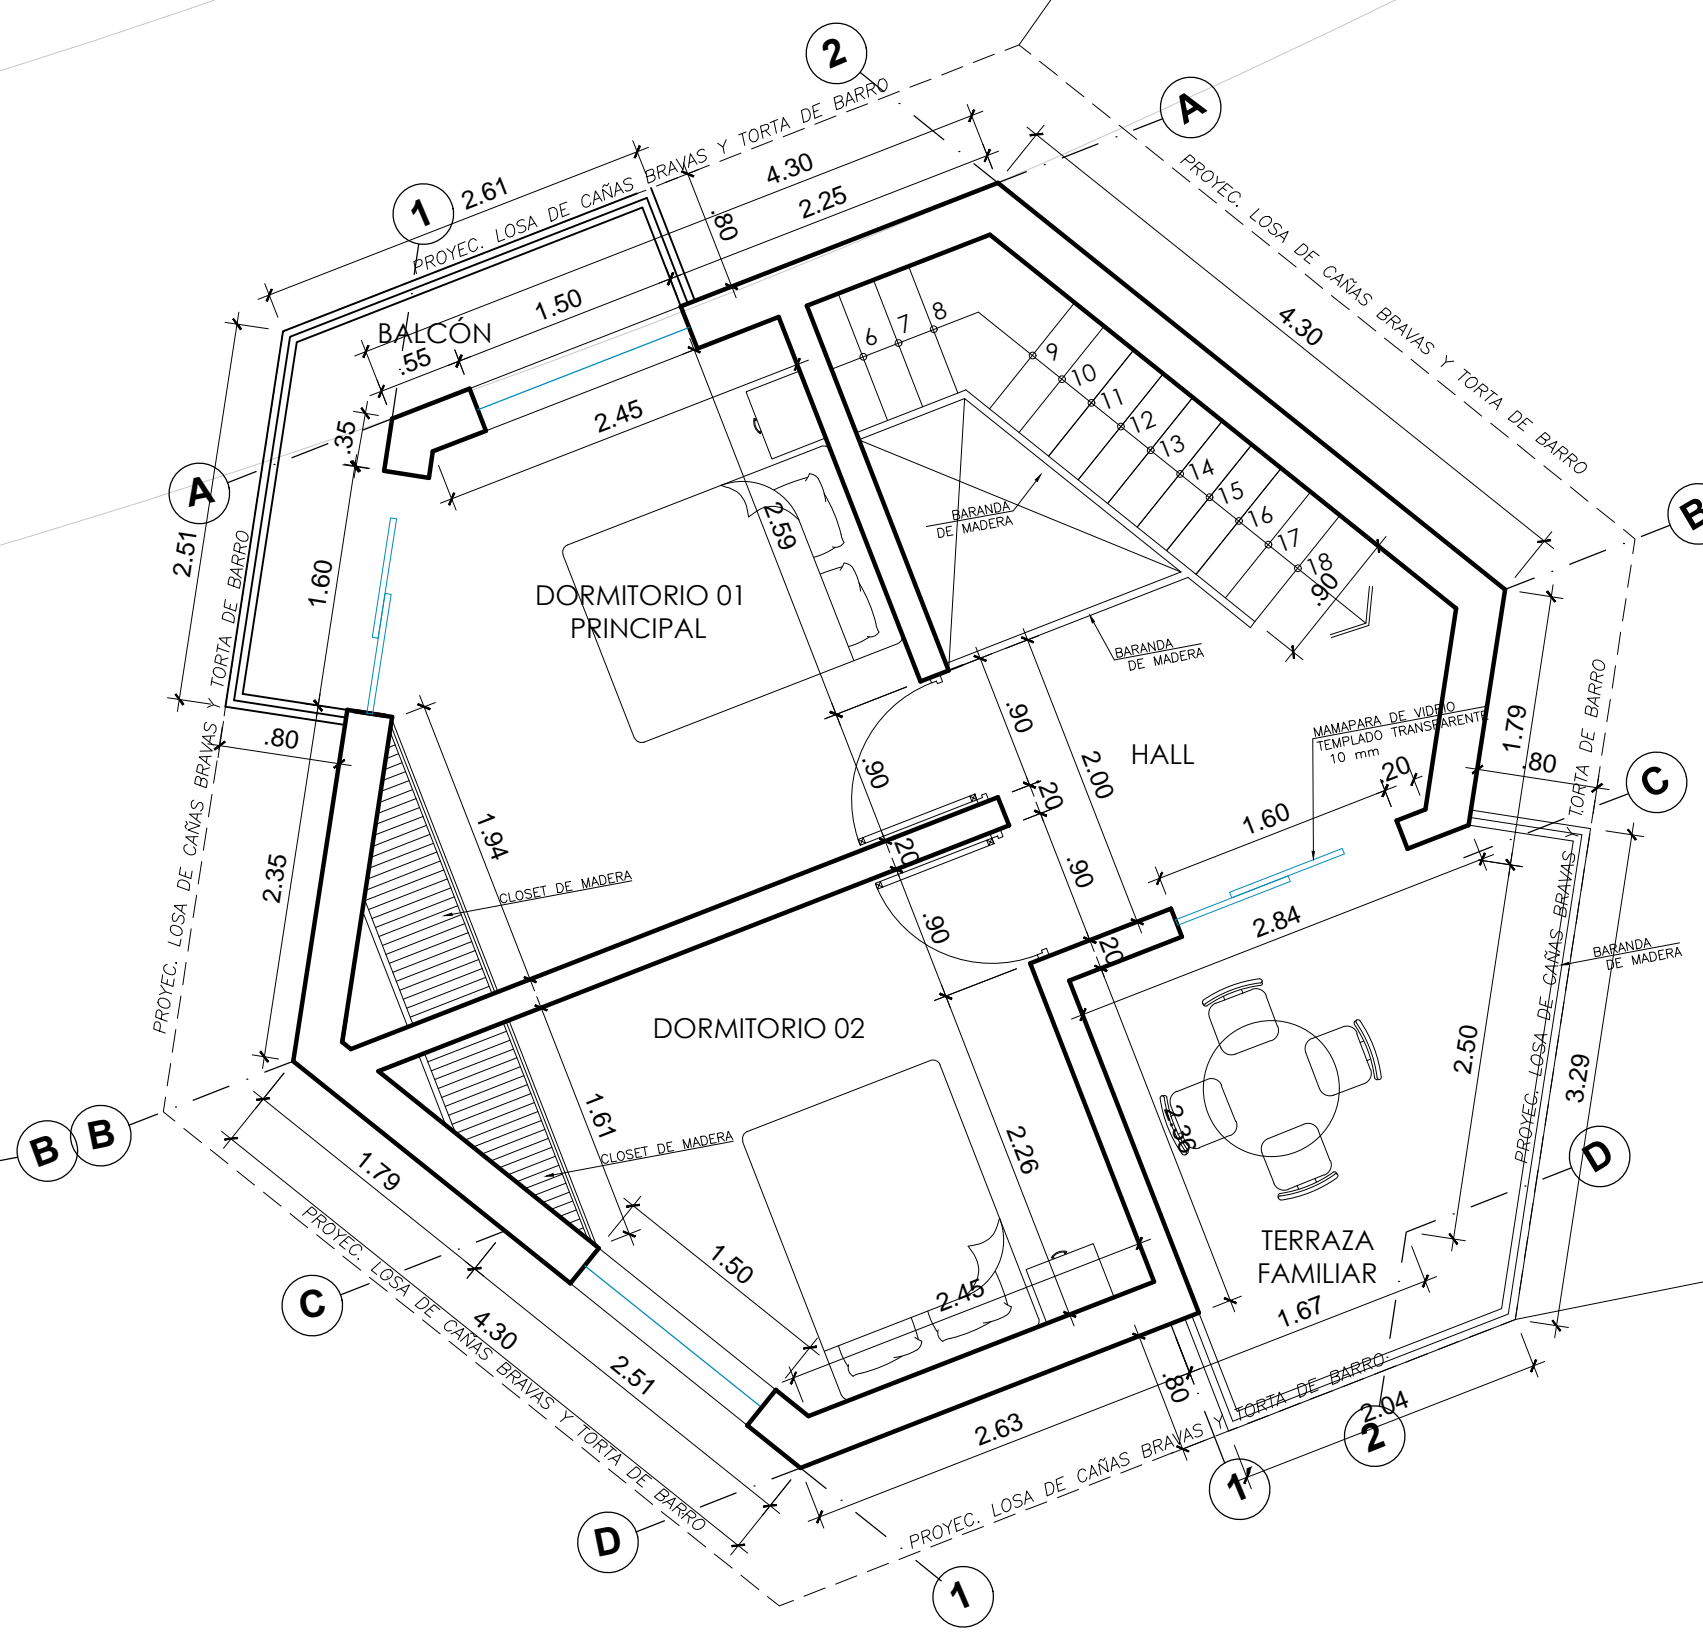 2
A
1
2.61
4.30
2.25
.80
PROYEC. LOSA DE CAÑAS BRAVAS Y TORTA DE BARRO
PROYEC. LOSA DE CAÑAS BRAVAS Y TORTA DE BARRO
4.30
BALCÓN
1.50
.55
.35
2.45
6
7
8
9
10
11
12
13
14
15
16
17
18
.90
A
B
2.51
1.60
2.59
BARANDA
DE MADERA
DORMITORIO 01
PRINCIPAL
BARANDA
DE MADERA
.80
.90
.90
2.00
HALL
MAMAPARA DE VIDRIO
TEMPLADO TRANSPARENTE
10 mm
1.79
.20
.80
C
PROYEC. LOSA DE CAÑAS BRAVAS Y TORTA DE BARRO
1.94
.20
1.60
2.35
CLOSET DE MADERA
.20
.90
.90
2.84
.20
BARANDA
DE MADERA
PROYEC. LOSA DE CAÑAS BRAVAS Y TORTA DE BARRO
DORMITORIO 02
2.50
3.29
B
B
1.61
CLOSET DE MADERA
2.26
2.36
D
1.79
1.50
2.45
TERRAZA
FAMILIAR
1.67
C
4.30
2.51
PROYEC. LOSA DE CAÑAS BRAVAS Y TORTA DE BARRO
2.63
.80
2.04
2
1'
PROYEC. LOSA DE CAÑAS BRAVAS Y TORTA DE BARRO
D
1